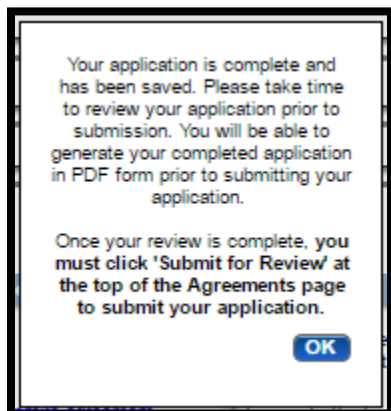 Your application is complete and
has been saved. Please take time
to review your application prior to
submission. You will be able to
generate your completed application
in PDF form prior to submitting your
application.
Once your review is complete, you
must click 'Submit for Review' at
the top of the Agreements page
to submit your application.
OK